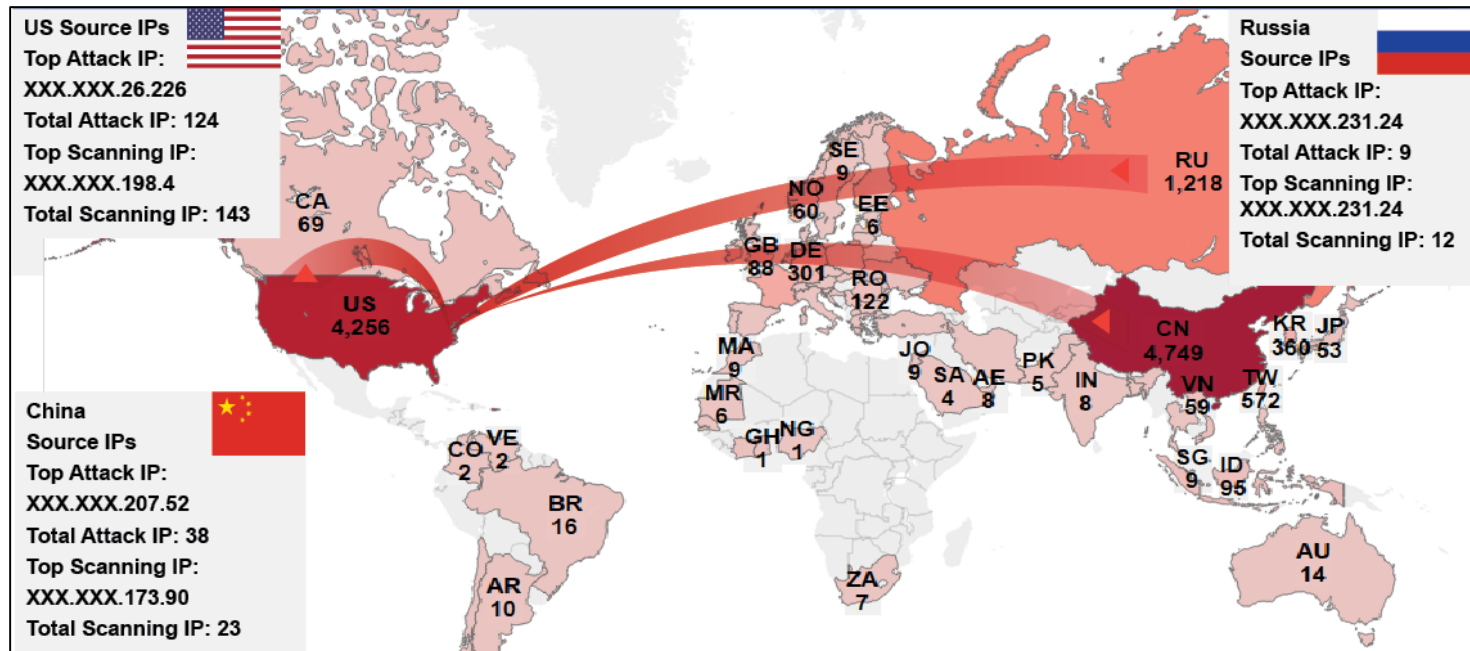 US Source IPs
Top Attack IP:
XXX.XXX.26.226
Total Attack IP: 124
Top Scanning IP:
XXX.XXX.198.4
Total Scanning IP: 143
Russia
Source IPs
Top Attack IP:
XXX.XXX.231.24
Total Attack IP: 9
Top Scanning IP:
XXX.XXX.231.24
Total Scanning IP: 12
China
Source IPs
Top Attack IP:
XXX.XXX.207.52
Total Attack IP: 38
Top Scanning IP:
XXX.XXX.173.90
Total Scanning IP: 23
CA
69
US
4,256
SE
9
NO
60
EE
6
GB
88
DE
301
RO
122
RU
1,218
CN
4,749
KR
360
JP
53
TW
572
VN
59
IN
8
PK
5
AE
8
SA
4
JO
9
MA
9
MR
6
GH
1
NG
1
ZA
7
SG
9
ID
95
AU
14
CO
2
VE
2
BR
16
AR
10